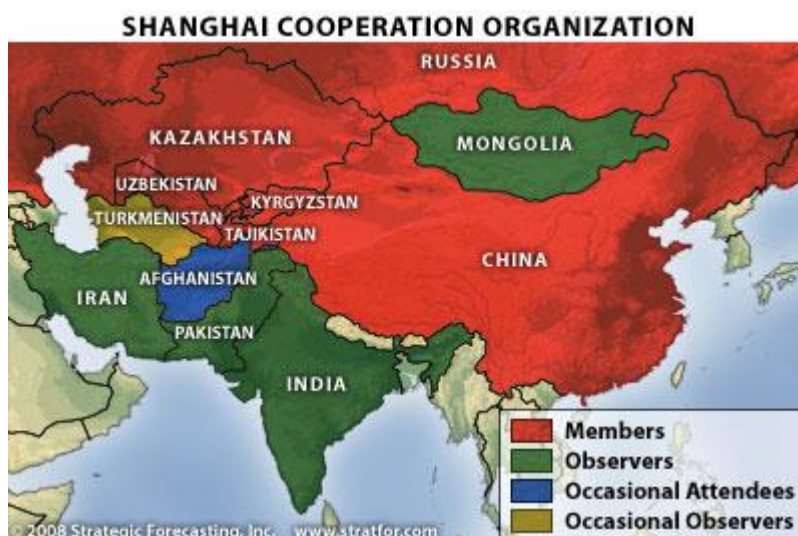 SHANGHAI COOPERATION ORGANIZATION
RUSSIA
KAZAKHSTAN
MONGOLIA
UZBEKISTAN
KYRGYZSTAN
TURKMENISTAN
TAJIKISTAN
CHINA
AFGHANISTAN
IRAN
PAKISTAN
INDIA
Members
Observers
Occasional Attendees
Occasional Observers
© 2008 Strategic Forecasting, Inc. www.stratfor.com